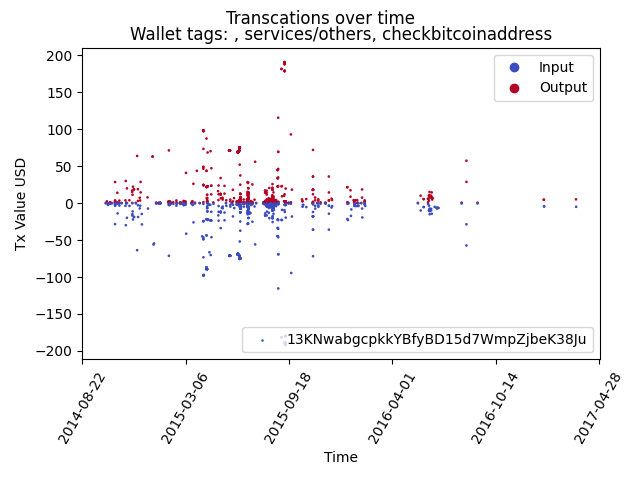 Transcations over time
Wallet tags: , services/others, checkbitcoinaddress
200
150
100
50
0
−50
−100
−150
−200
Tx Value USD
Input
Output
13KNwabgcpkkYBfyBD15d7WmpZjbeK38Ju
2014-08-22
2015-03-06
2015-09-18
2016-04-01
2016-10-14
2017-04-28
Time